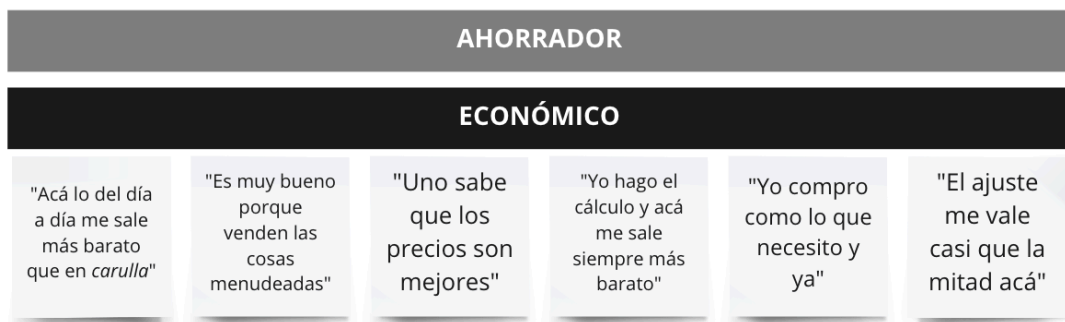 AHORRADOR
ECONÓMICO
"Acá lo del día
a día me sale
más barato
que en carulla"
"Es muy bueno
porque
venden las
cosas
menudeadas"
"Uno sabe
que los
precios son
mejores"
"Yo hago el
cálculo y acá
me sale
siempre más
barato"
"Yo compro
como lo que
necesito y
ya"
"El ajuste
me vale
casi que la
mitad acá"